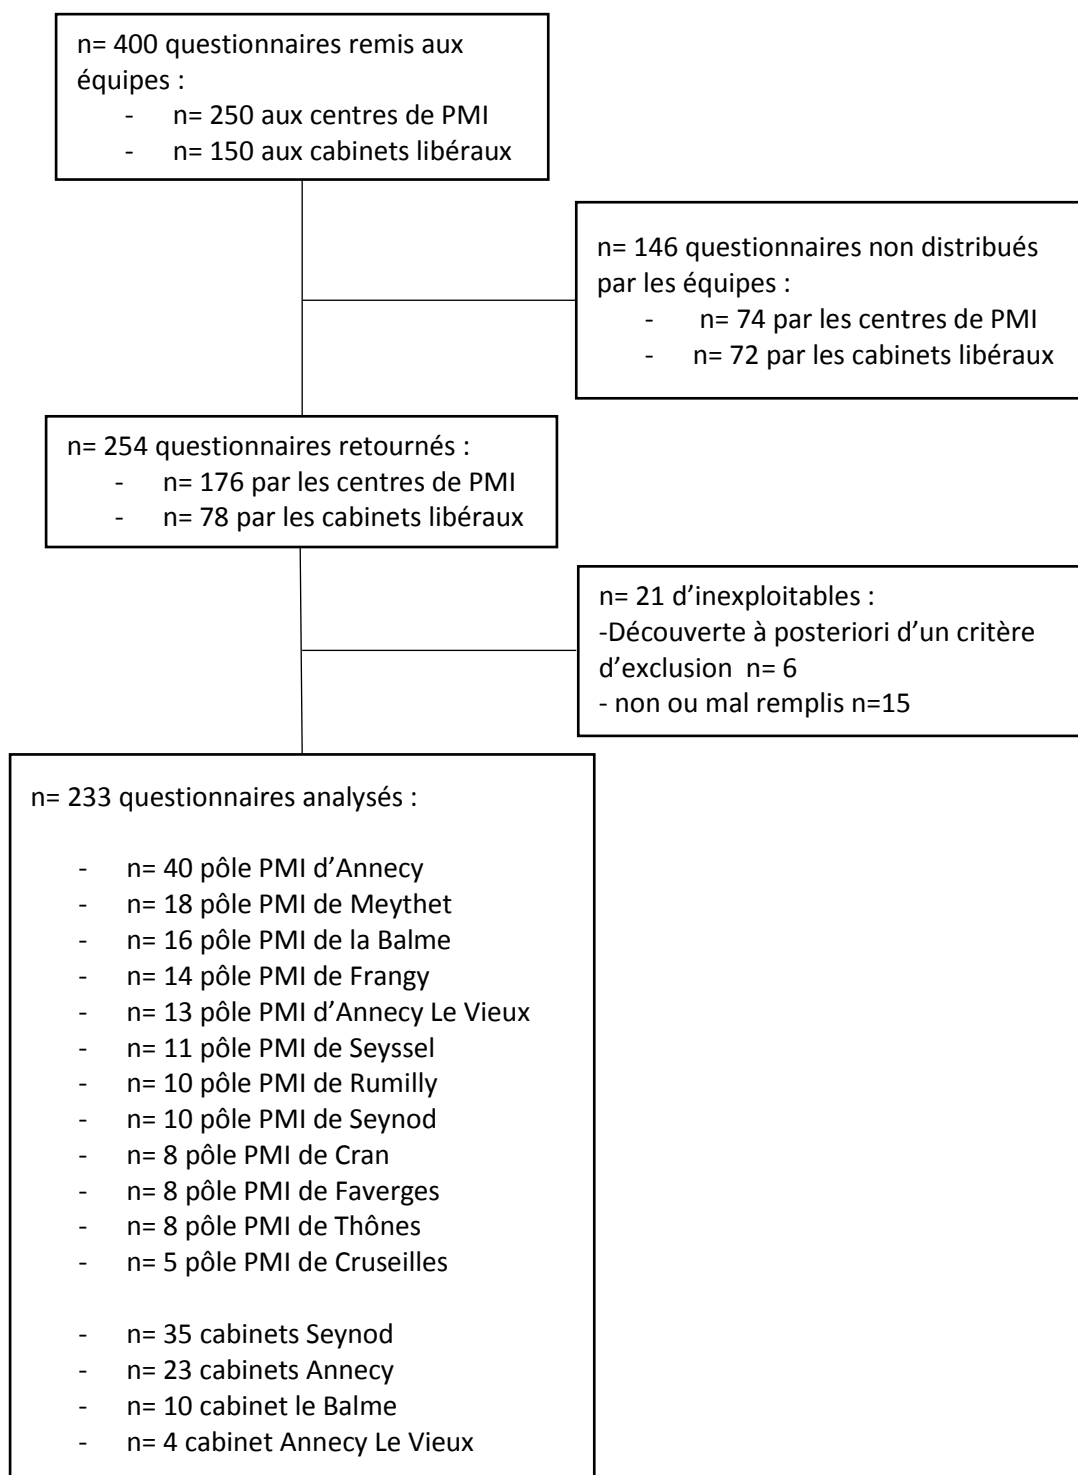 n= 400 questionnaires remis aux
équipes :
- n= 250 aux centres de PMI
- n= 150 aux cabinets libéraux
n= 146 questionnaires non distribués
par les équipes :
- n= 74 par les centres de PMI
- n= 72 par les cabinets libéraux
n= 254 questionnaires retournés :
- n= 176 par les centres de PMI
- n= 78 par les cabinets libéraux
n= 21 d’inexploitables :
-Découverte à posteriori d’un critère
d’exclusion n= 6
- non ou mal remplis n=15
n= 233 questionnaires analysés :
- n= 40 pôle PMI d’Annecy
- n= 18 pôle PMI de Meythet
- n= 16 pôle PMI de la Balme
- n= 14 pôle PMI de Frangy
- n= 13 pôle PMI d’Annecy Le Vieux
- n= 11 pôle PMI de Seyssel
- n= 10 pôle PMI de Rumilly
- n= 10 pôle PMI de Seynod
- n= 8 pôle PMI de Cran
- n= 8 pôle PMI de Faverges
- n= 8 pôle PMI de Thônes
- n= 5 pôle PMI de Cruseilles
- n= 35 cabinets Seynod
- n= 23 cabinets Annecy
- n= 10 cabinet le Balme
- n= 4 cabinet Annecy Le Vieux